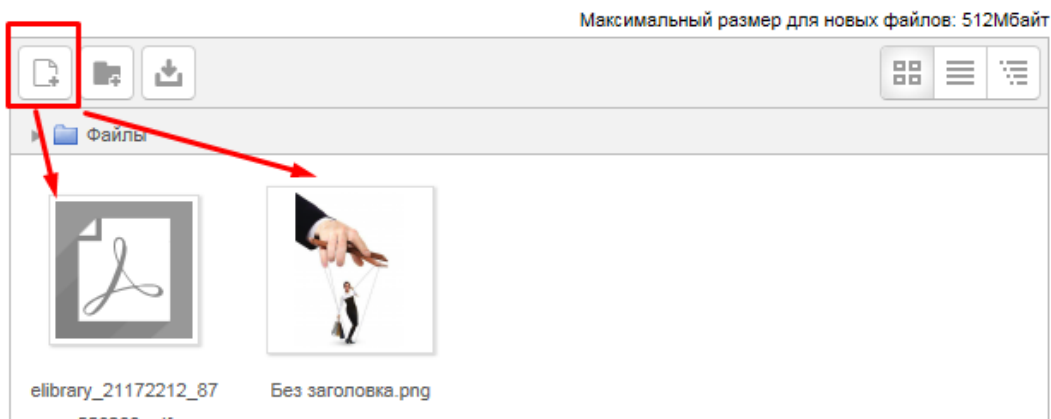 Максимальный размер для новых файлов: 512Мбайт
Файлы
elibrary_21172212_87
Без заголовка.png